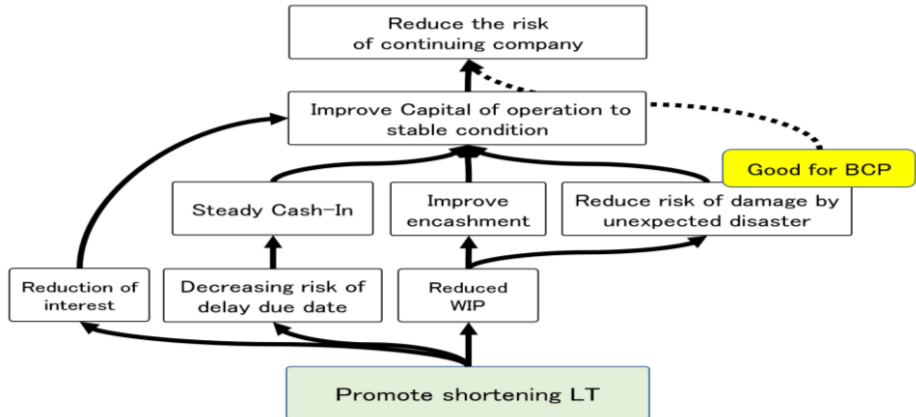 Reduce the risk
of continuing company
Improve Capital of operation to
stable condition
Good for BCP
Steady Cash-In
Improve
encashment
Reduce risk of damage by
unexpected disaster
Reduction of
interest
Decreasing risk of
delay due date
Reduced
WIP
Promote shortening LT